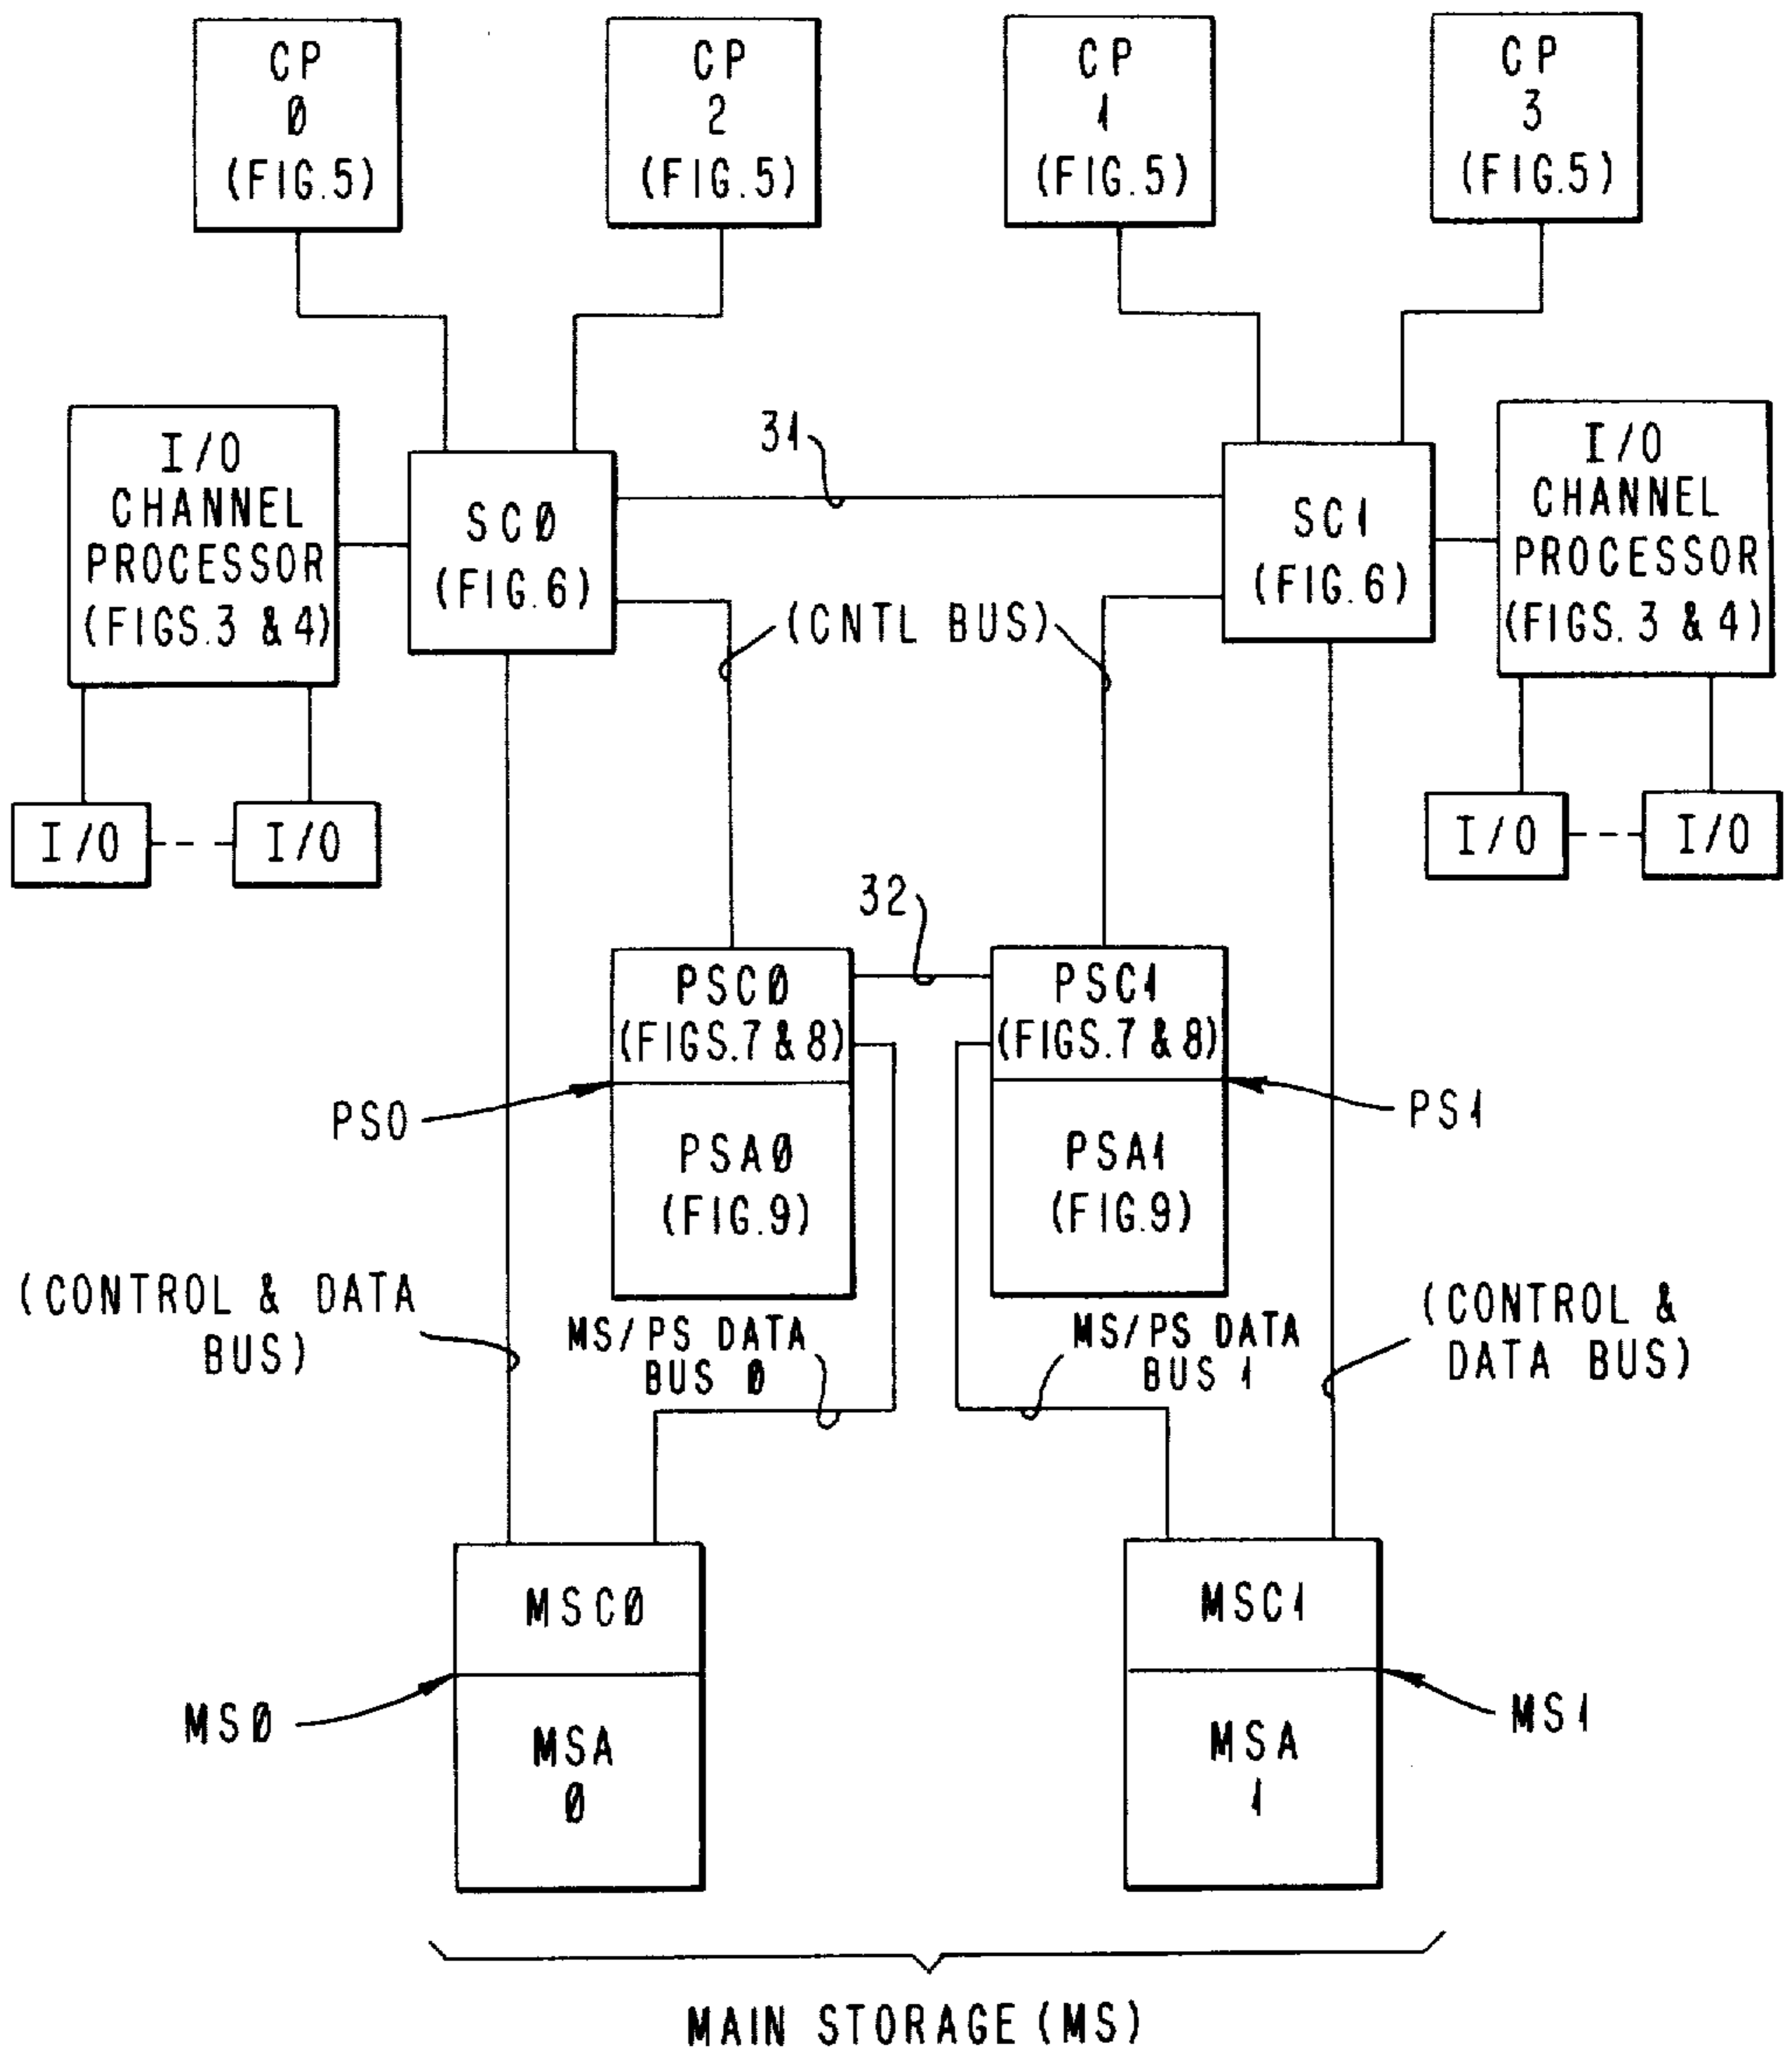 CP
0
(FIG.5)
CP
2
(FIG.5)
CP
1
(FIG.5)
CP
3
(FIG.5)
I/O
CHANNEL
PROCESSOR
(FIGS.3 & 4)
SC0
(FIG.6)
31
SC1
(FIG.6)
I/O
CHANNEL
PROCESSOR
(FIGS.3 & 4)
(CNTL BUS)
I/O
I/O
I/O
I/O
32
PSC0
(FIGS.7 & 8)
PSC1
(FIGS.7 & 8)
PS0
PS1
PSA0
(FIG.9)
PSA1
(FIG.9)
(CONTROL & DATA
BUS)
MS/PS DATA
BUS 0
MS/PS DATA
BUS 1
(CONTROL &
DATA BUS)
MSC0
MSC1
MS0
MS1
MSA
0
MSA
1
MAIN STORAGE (MS)